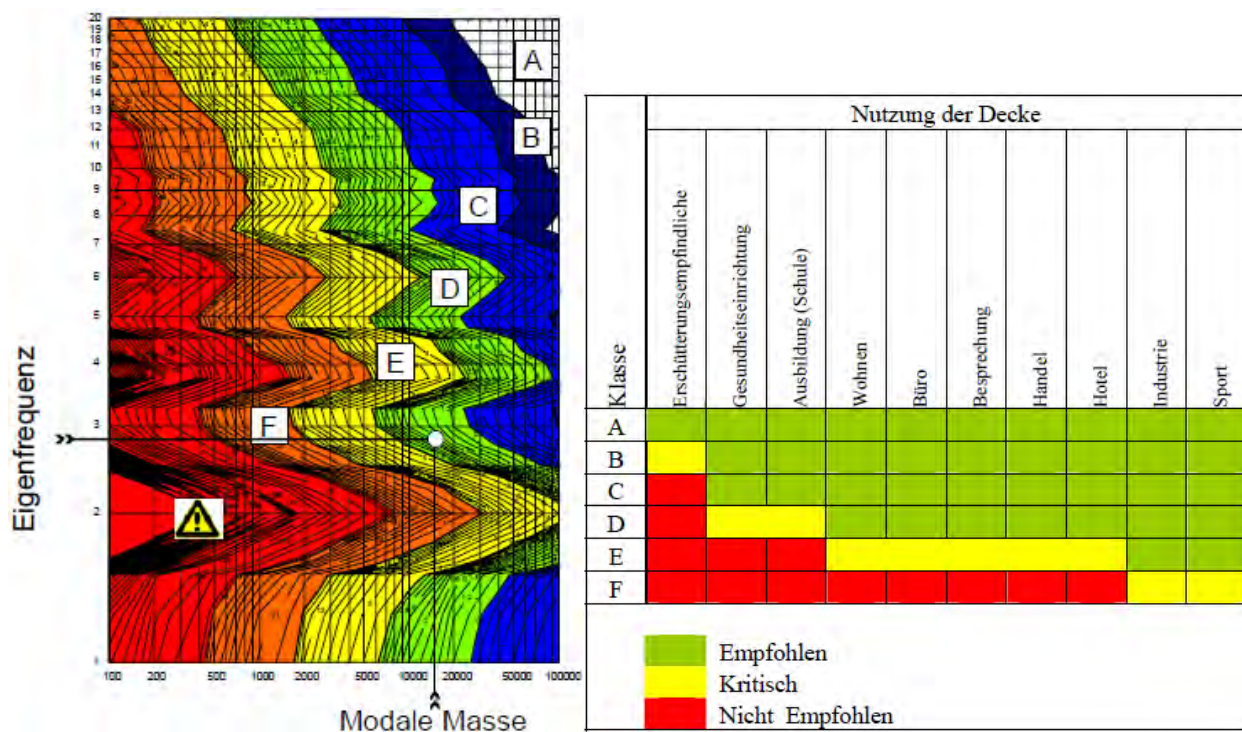 20
19
18
17
16
15
14
13
12
11
10
9
8
7
6
5
4
3
2
1
A
B
C
D
E
F
Eigenfrequenz
100 200 500 1000 2000 5000 10000 20000 50000 100000
Modale Masse
Nutzung der Decke
Klasse
Erschütterungsempfindliche
Gesundheitseinrichtung
Ausbildung (Schule)
Wohnen
Büro
Besprechung
Handel
Hotel
Industrie
Sport
A
B
C
D
E
F
Empfohlen
Kritisch
Nicht Empfohlen